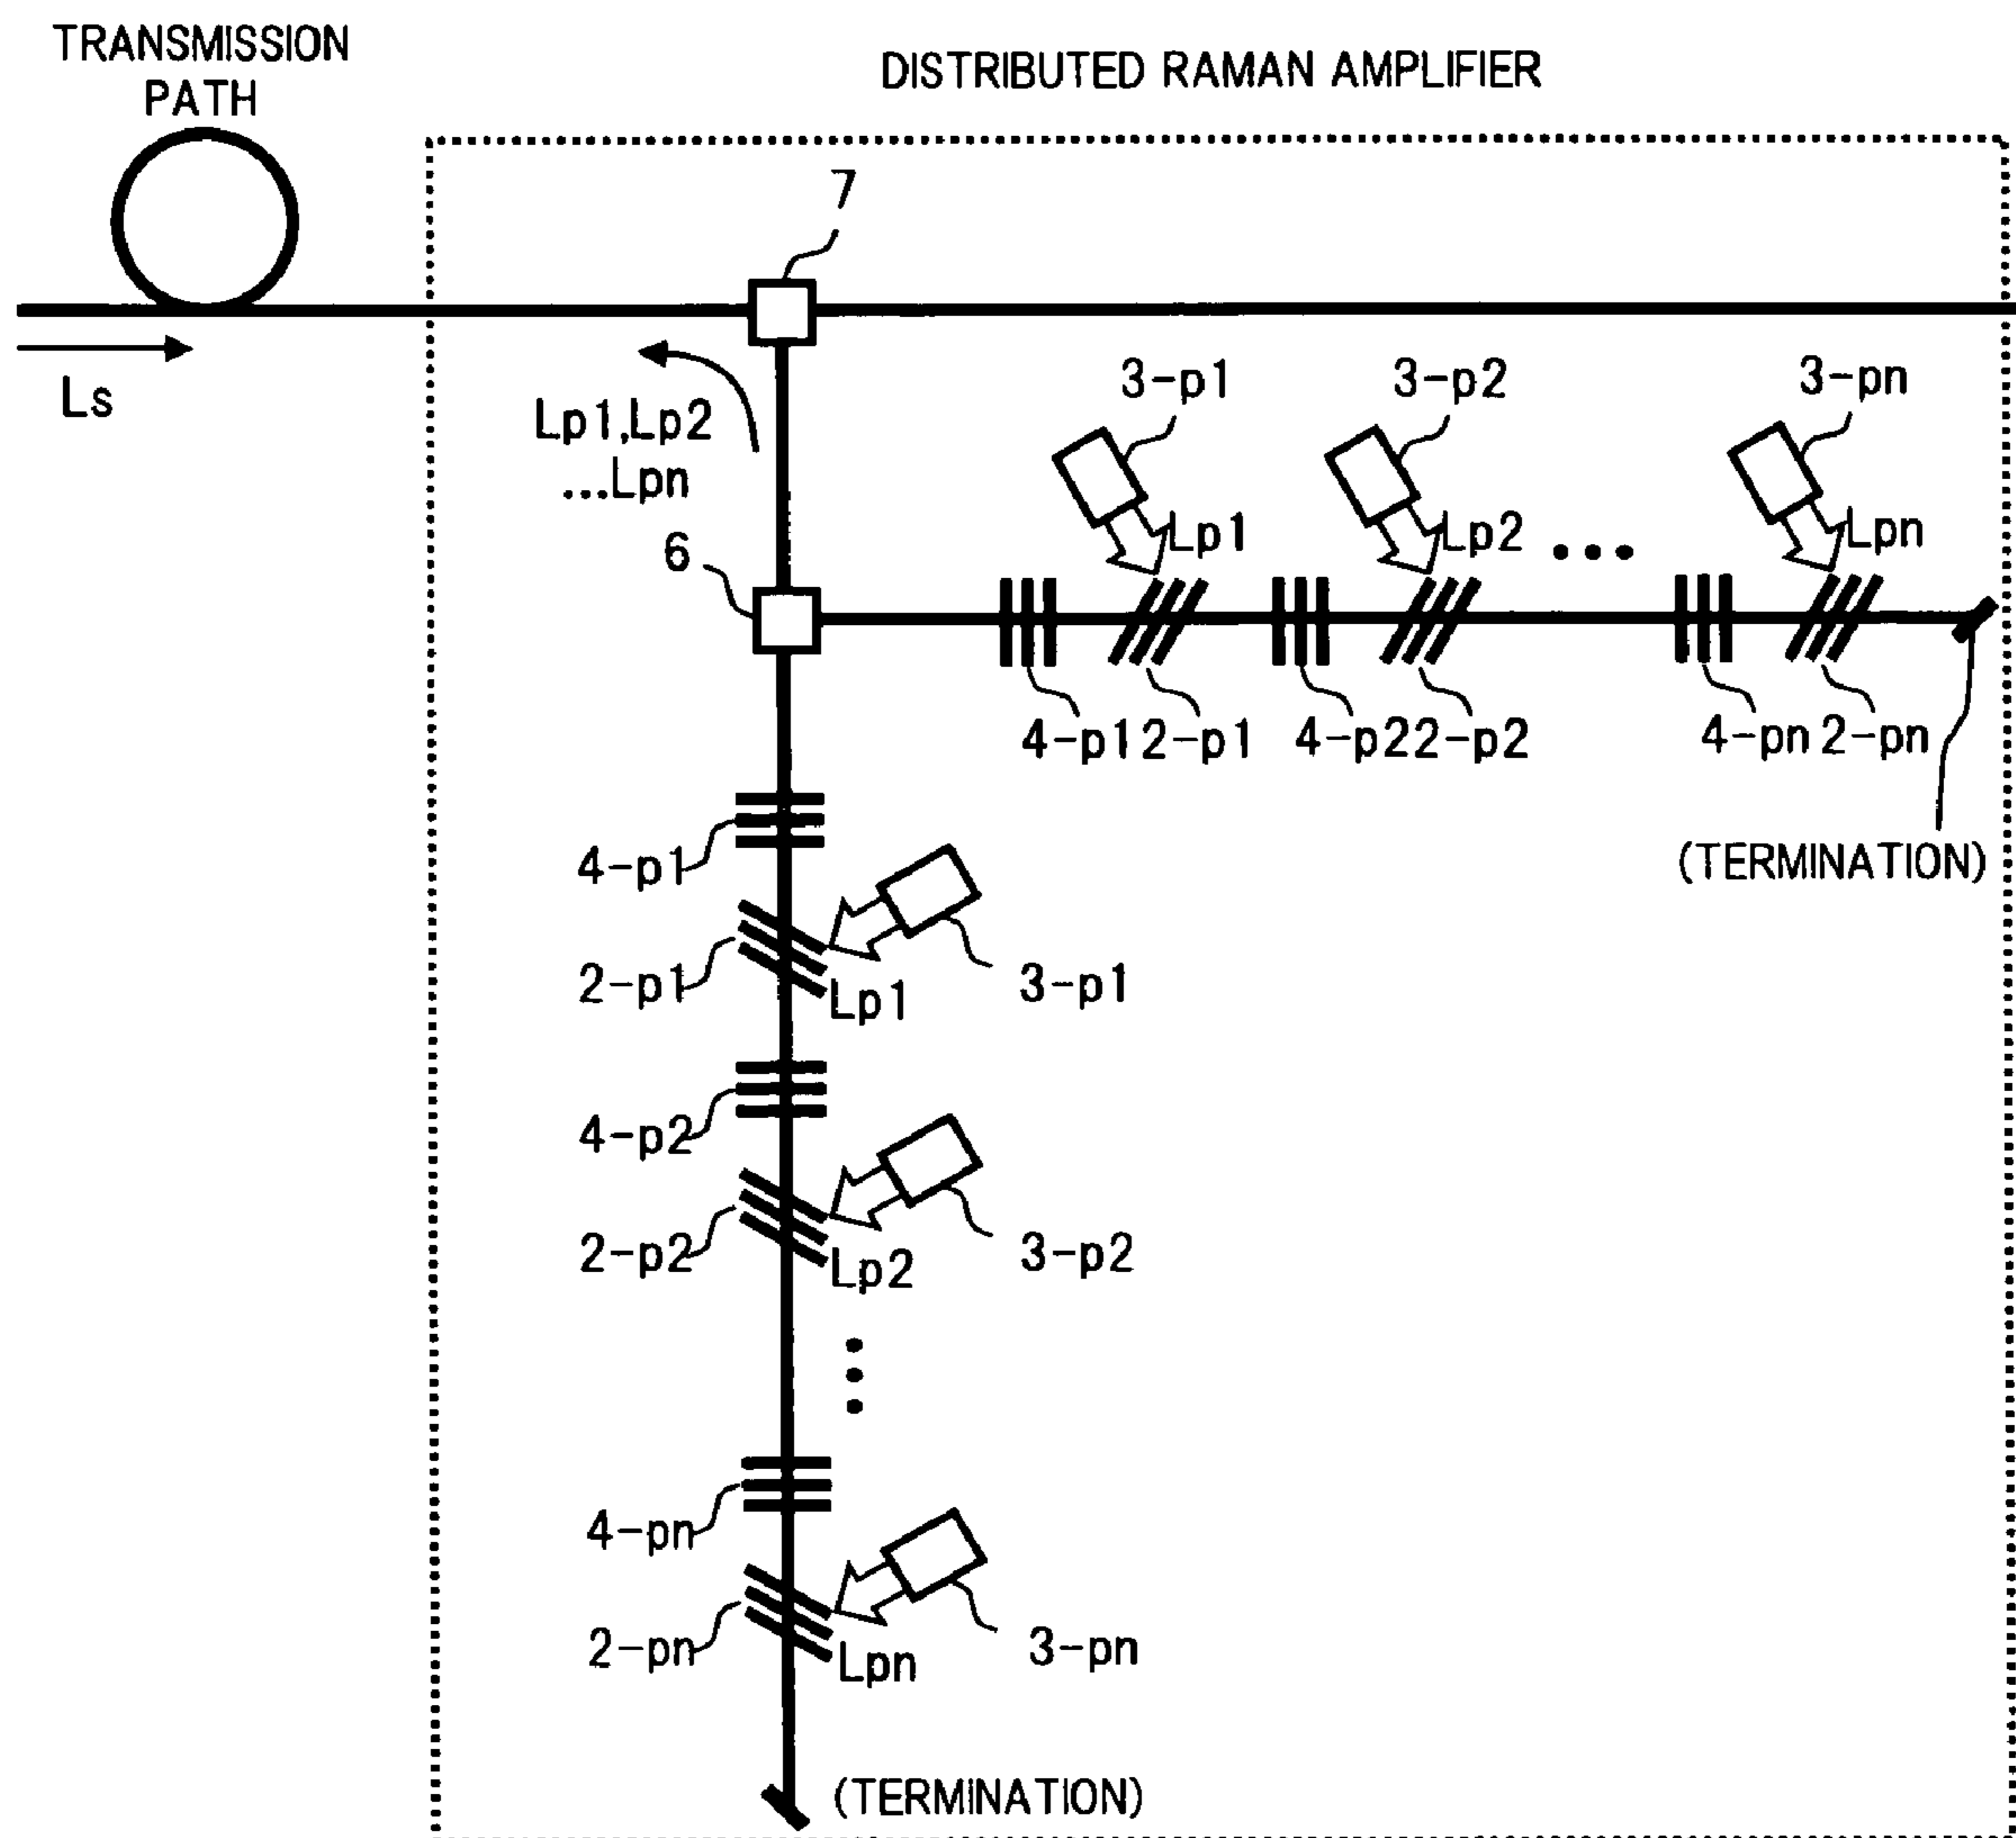 TRANSMISSION
PATH
DISTRIBUTED RAMAN AMPLIFIER
7
Ls
Lp1,Lp2
...Lpn
3-p1
3-p2
3-pn
6
Lp1
Lp2
Lpn
4-p1 2-p1
4-p2 2-p2
4-pn 2-pn
(TERMINATION)
4-p1
2-p1
Lp1
3-p1
4-p2
2-p2
Lp2
3-p2
4-pn
2-pn
Lpn
3-pn
(TERMINATION)